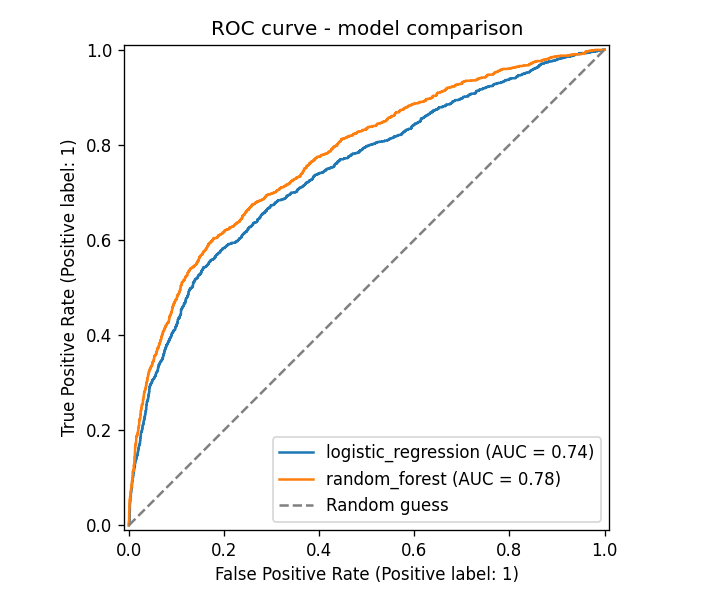 ROC curve - model comparison
1.0
0.8
0.6
0.4
0.2
0.0
True Positive Rate (Positive label: 1)
logistic_regression (AUC = 0.74)
random_forest (AUC = 0.78)
Random guess
0.0 0.2 0.4 0.6 0.8 1.0
False Positive Rate (Positive label: 1)